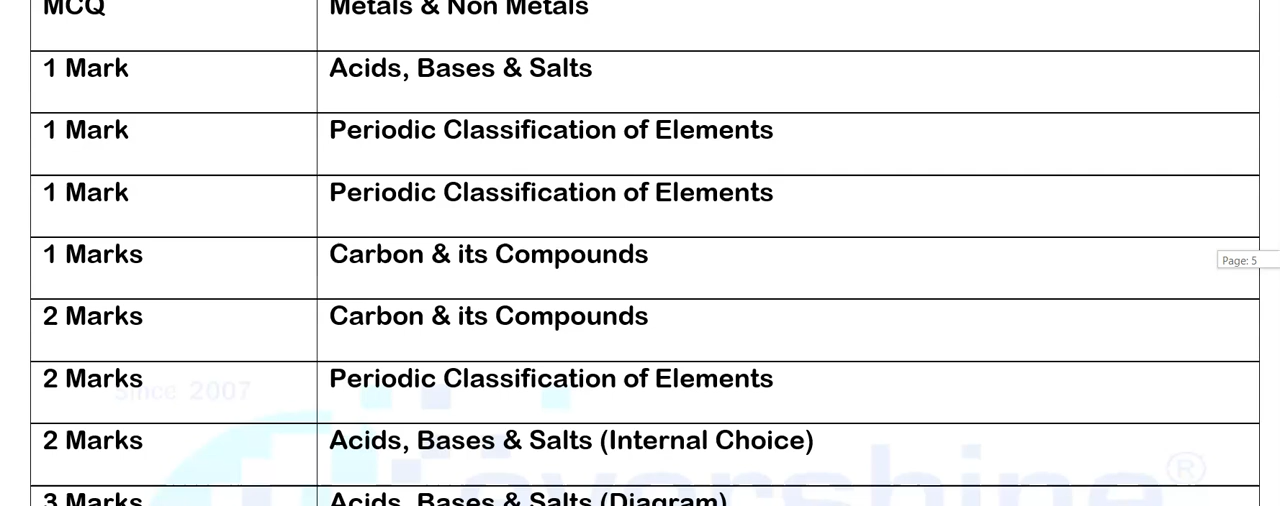 MCQ Metals & Non Metals
1 Mark Acids, Bases & Salts
1 Mark Periodic Classification of Elements
1 Mark Periodic Classification of Elements
1 Marks Carbon & its Compounds
Page: 5
2 Marks Carbon & its Compounds
2 Marks Periodic Classification of Elements
Since 2007
2 Marks Acids, Bases & Salts (Internal Choice)
evershine®
3 Marks Acids, Bases & Salts (Diagram)